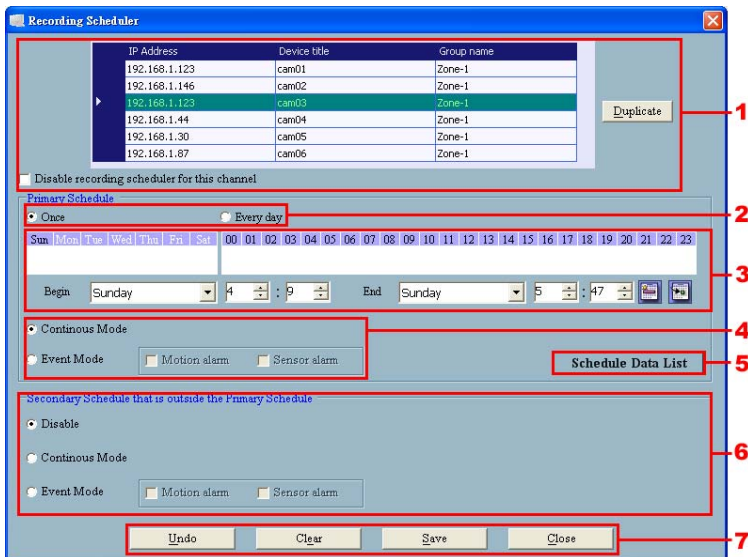 Recording Scheduler
IP Address Device title Group name
192.168.1.123 cam01 Zone-1
192.168.1.146 cam02 Zone-1
192.168.1.123 cam03 Zone-1
192.168.1.44 cam04 Zone-1
192.168.1.30 cam05 Zone-1
192.168.1.87 cam06 Zone-1
Duplicate
1
Disable recording scheduler for this channel
Primary Schedule
Once Every day
2
Sun Mon Tue Wed Thu Fri Sat 00 01 02 03 04 05 06 07 08 09 10 11 12 13 14 15 16 17 18 19 20 21 22 23
3
Begin Sunday 4 : 9 End Sunday 5 : 47
Continous Mode
4
Event Mode Motion alarm Sensor alarm
Schedule Data List
5
Secondary Schedule that is outside the Primary Schedule
Disable
Continous Mode
6
Event Mode Motion alarm Sensor alarm
Undo Clear Save Close
7